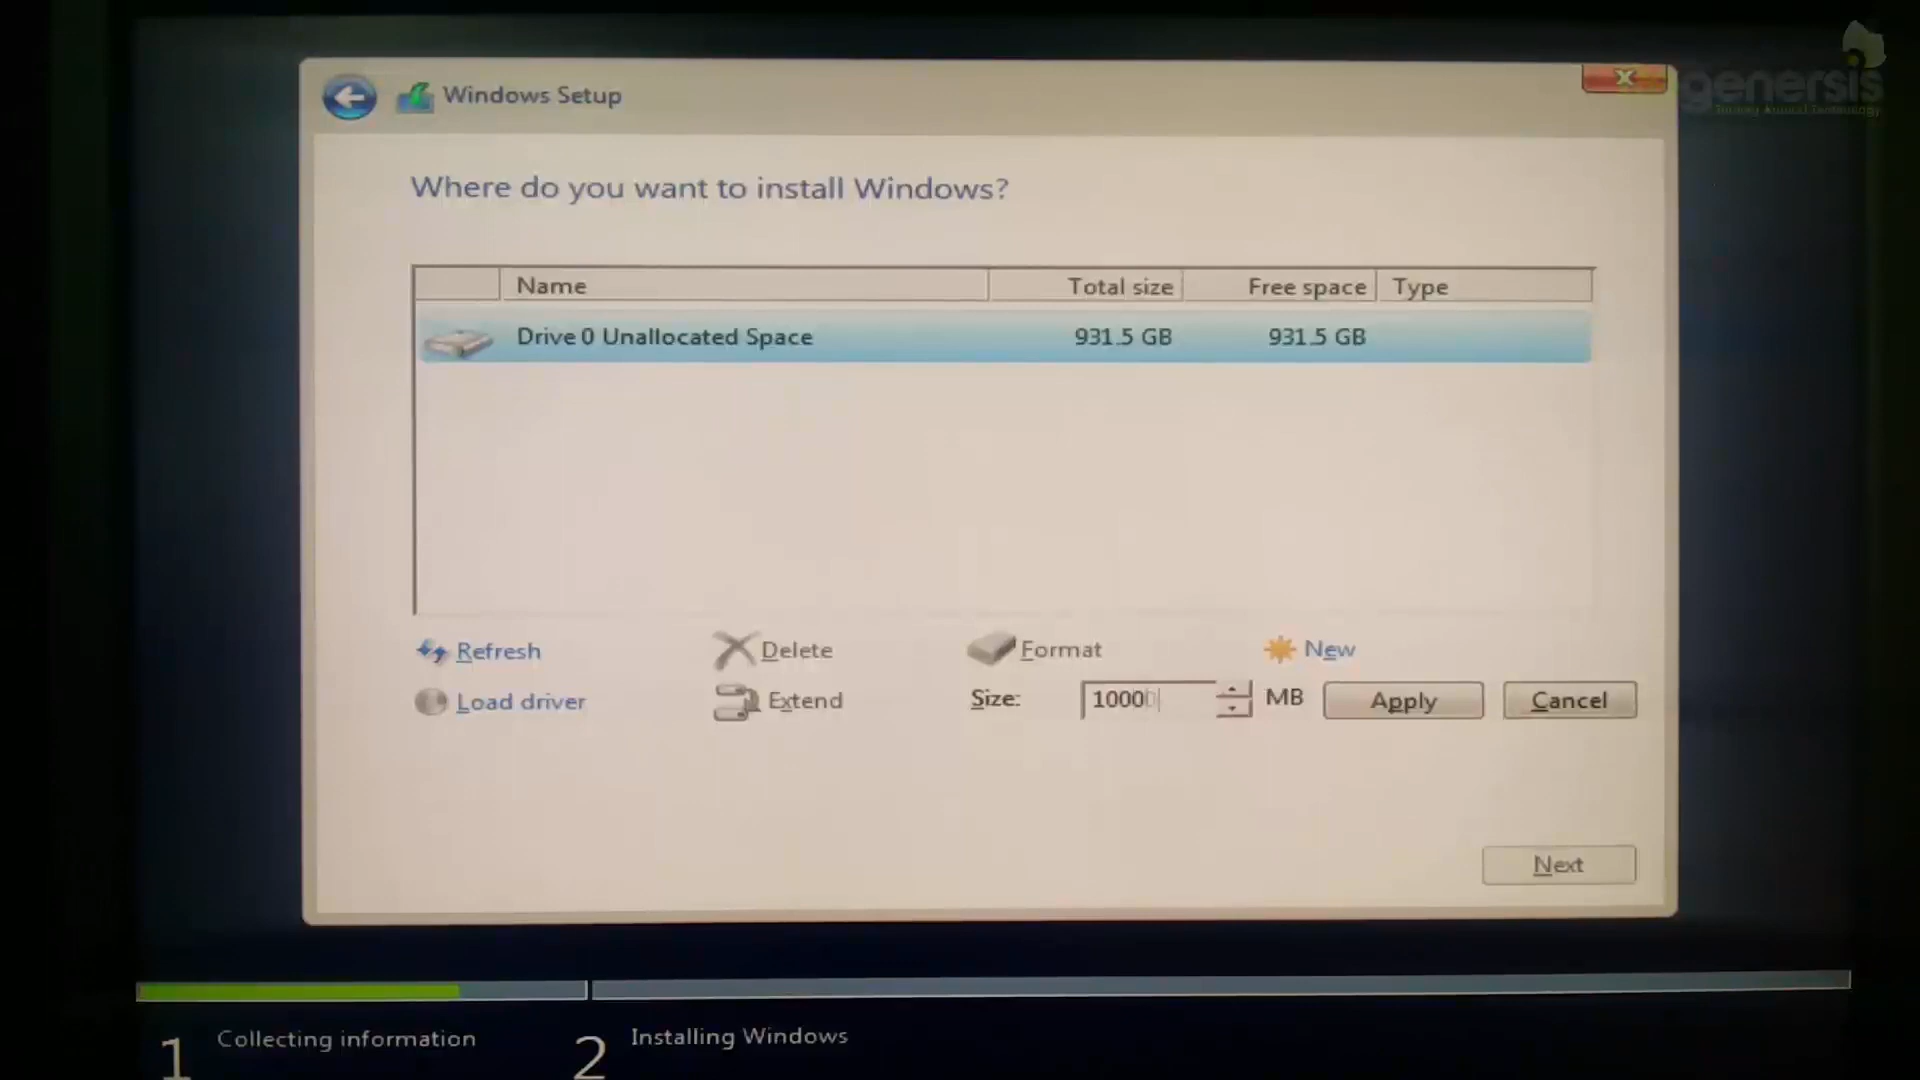 genersis
Windows Setup
Where do you want to install Windows?
Name Total size Free space Type
Drive 0 Unallocated Space 931.5 GB 931.5 GB
Refresh Delete Format New
Load driver Extend Size: 10000 MB Apply Cancel
Next
1 Collecting information 2 Installing Windows